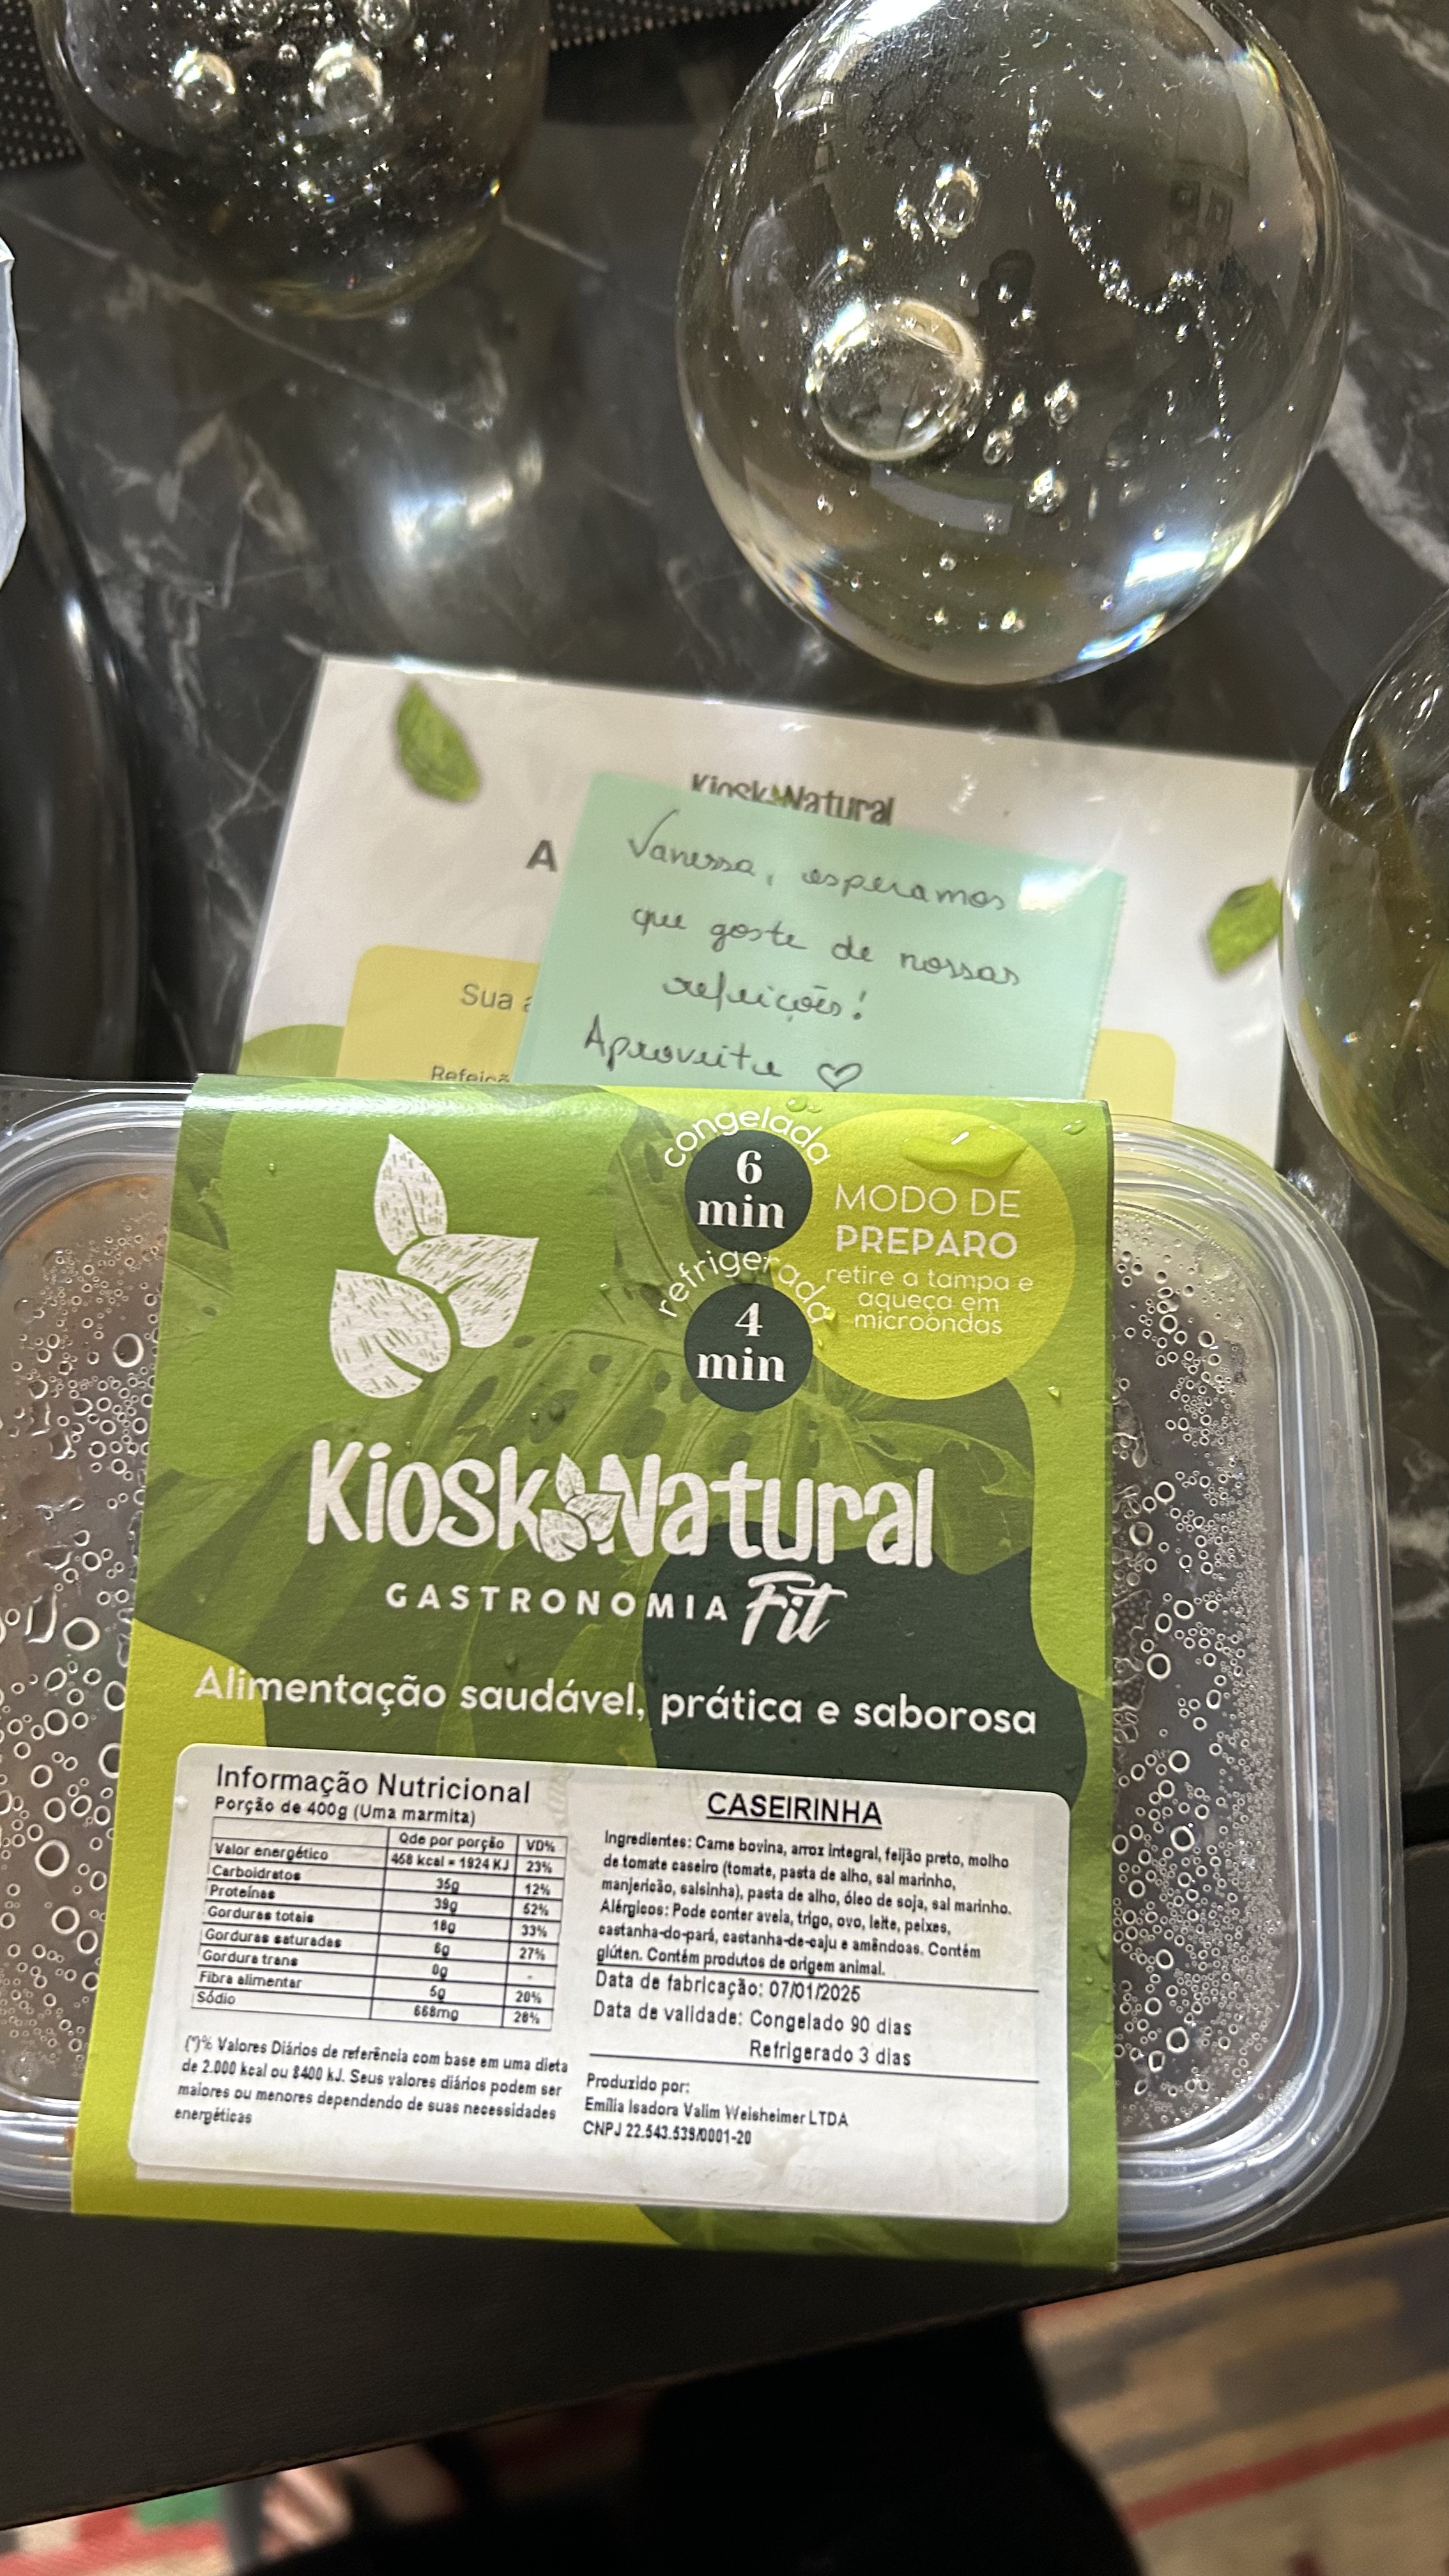 Kiosk Natural
A
Vanessa, esperamos
que goste de nossas
refeições!
Aproveite ♡
Sua a
Refeiçõ
congelada
6
min
refrigerada
4
min
MODO DE
PREPARO
retire a tampa e
aqueça em
microondas
Kiosk Natural
GASTRONOMIA Fit
Alimentação saudável, prática e saborosa
Informação Nutricional
Porção de 400g (Uma marmita)
Qde por porção VD%
Valor energético 458 kcal = 1924 KJ 23%
Carboidratos 35g 12%
Proteínas 39g 52%
Gorduras totais 18g 33%
Gorduras saturadas 6g 27%
Gordura trans 0g -
Fibra alimentar 5g 20%
Sódio 668mg 28%
(*)% Valores Diários de referência com base em uma dieta
de 2.000 kcal ou 8400 kJ. Seus valores diários podem ser
maiores ou menores dependendo de suas necessidades
energéticas
CASEIRINHA
Ingredientes: Carne bovina, arroz integral, feijão preto, molho
de tomate caseiro (tomate, pasta de alho, sal marinho,
manjericão, salsinha), pasta de alho, óleo de soja, sal marinho.
Alérgicos: Pode conter aveia, trigo, ovo, leite, peixes,
castanha-do-pará, castanha-de-caju e amêndoas. Contém
glúten. Contém produtos de origem animal.
Data de fabricação: 07/01/2025
Data de validade: Congelado 90 dias
Refrigerado 3 dias
Produzido por:
Emília Isadora Valim Weisheimer LTDA
CNPJ 22.543.539/0001-20